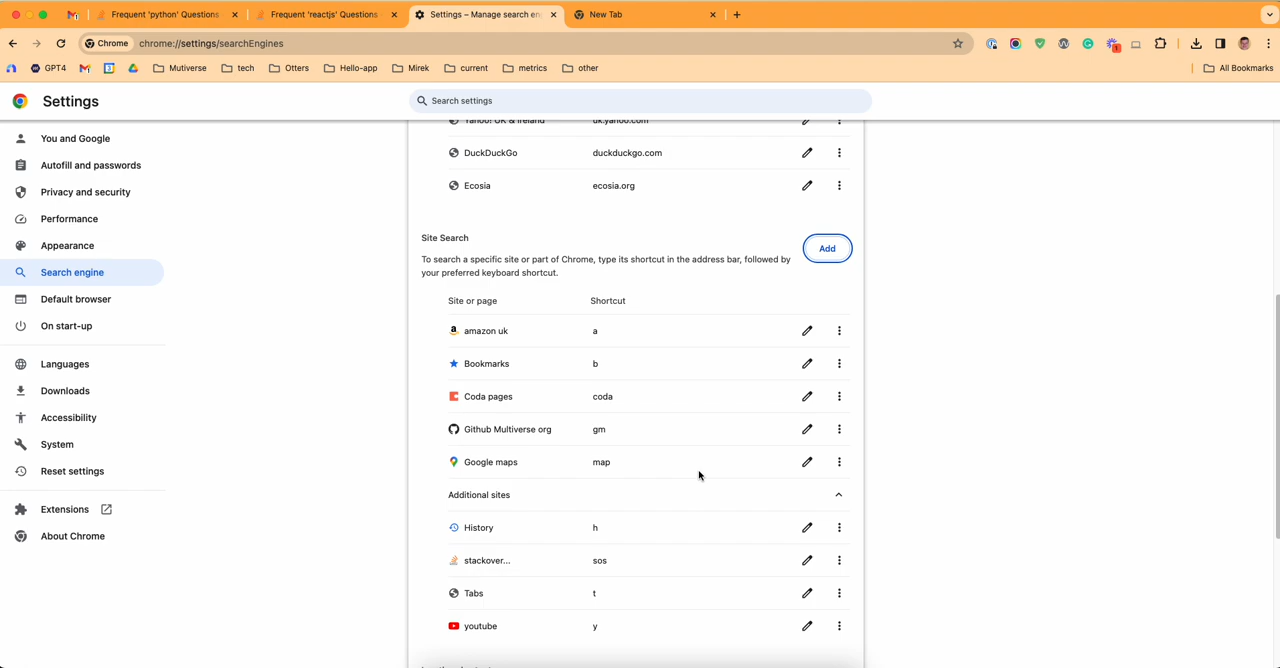 Frequent 'python' Questions
Frequent 'reactjs' Questions
Settings – Manage search en
New Tab
Chrome
chrome://settings/searchEngines
1
GPT4
Mutiverse
tech
Otters
Hello-app
Mirek
current
metrics
other
All Bookmarks
Settings
Search settings
You and Google
Autofill and passwords
Privacy and security
Performance
Appearance
Search engine
Default browser
On start-up
Languages
Downloads
Accessibility
System
Reset settings
Extensions
About Chrome
Yahoo! UK & Ireland uk.yahoo.com
DuckDuckGo duckduckgo.com
Ecosia ecosia.org
Site Search
Add
To search a specific site or part of Chrome, type its shortcut in the address bar, followed by
your preferred keyboard shortcut.
Site or page Shortcut
amazon uk a
Bookmarks b
Coda pages coda
Github Multiverse org gm
Google maps map
Additional sites
History h
stackover... sos
Tabs t
youtube y